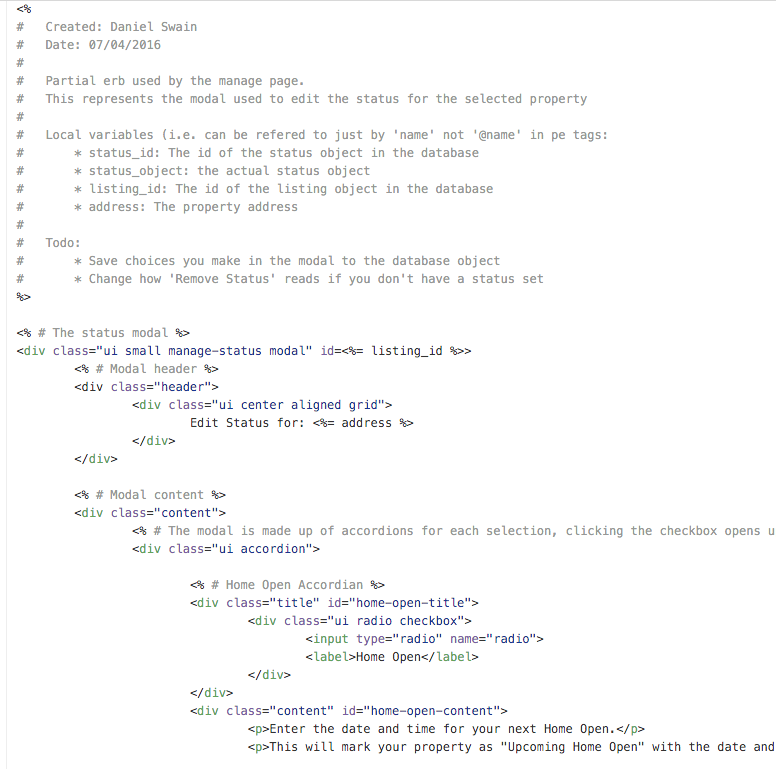 <%
#   Created: Daniel Swain
#   Date: 07/04/2016
#
#   Partial erb used by the manage page.
#   This represents the modal used to edit the status for the selected property
#
#   Local variables (i.e. can be refered to just by 'name' not '@name' in pe tags:
#       * status_id: The id of the status object in the database
#       * status_object: the actual status object
#       * listing_id: The id of the listing object in the database
#       * address: The property address
#
#   Todo:
#       * Save choices you make in the modal to the database object
#       * Change how 'Remove Status' reads if you don't have a status set
%>

<% # The status modal %>
<div class="ui small manage-status modal" id=<%= listing_id %>>
        <% # Modal header %>
        <div class="header">
                <div class="ui center aligned grid">
                        Edit Status for: <%= address %>
                </div>
        </div>

        <% # Modal content %>
        <div class="content">
                <% # The modal is made up of accordions for each selection, clicking the checkbox opens u
                <div class="ui accordion">

                        <% # Home Open Accordian %>
                        <div class="title" id="home-open-title">
                                <div class="ui radio checkbox">
                                        <input type="radio" name="radio">
                                        <label>Home Open</label>
                                </div>
                        </div>
                        <div class="content" id="home-open-content">
                                <p>Enter the date and time for your next Home Open.</p>
                                <p>This will mark your property as "Upcoming Home Open" with the date and